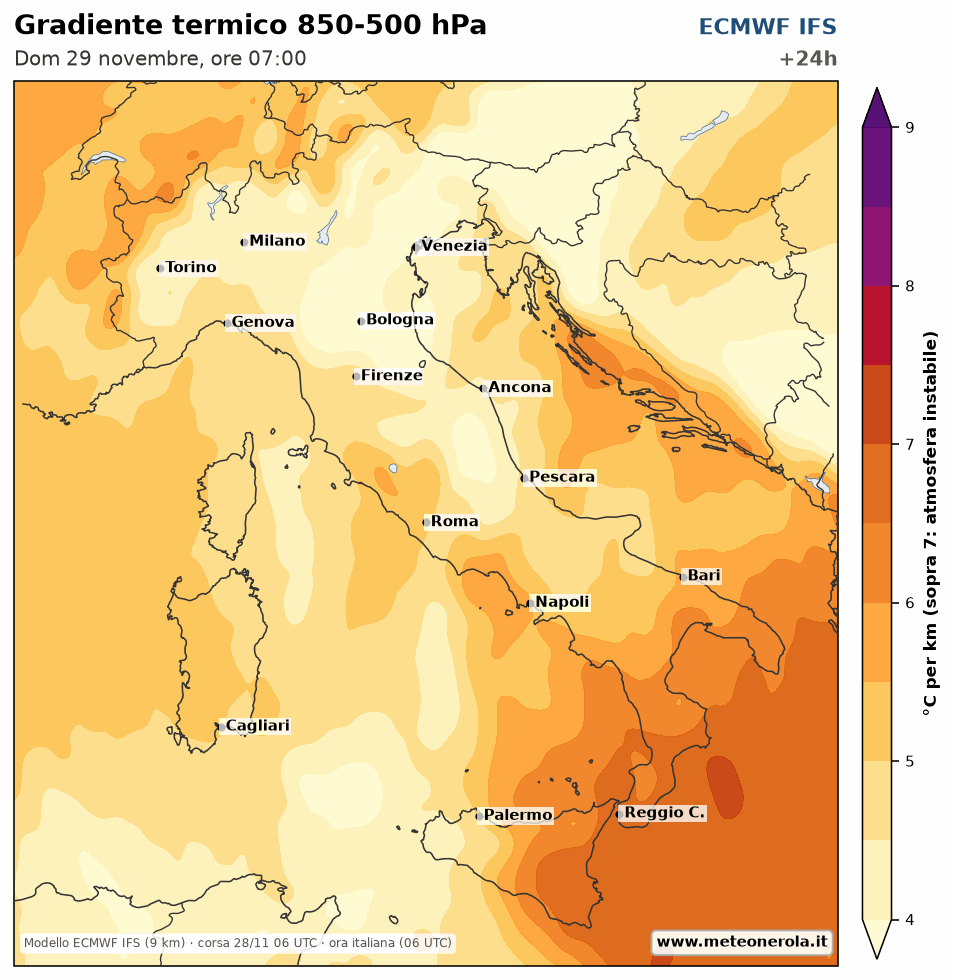 Gradiente termico 850-500 hPa
ECMWF IFS
Dom 29 novembre, ore 07:00
+24h
Milano
Venezia
Torino
Genova
Bologna
Firenze
Ancona
Pescara
Roma
Bari
Napoli
Cagliari
Palermo
Reggio C.
9
8
7
6
5
4
°C per km (sopra 7: atmosfera instabile)
Modello ECMWF IFS (9 km) · corsa 28/11 06 UTC · ora italiana (06 UTC)
www.meteonerola.it